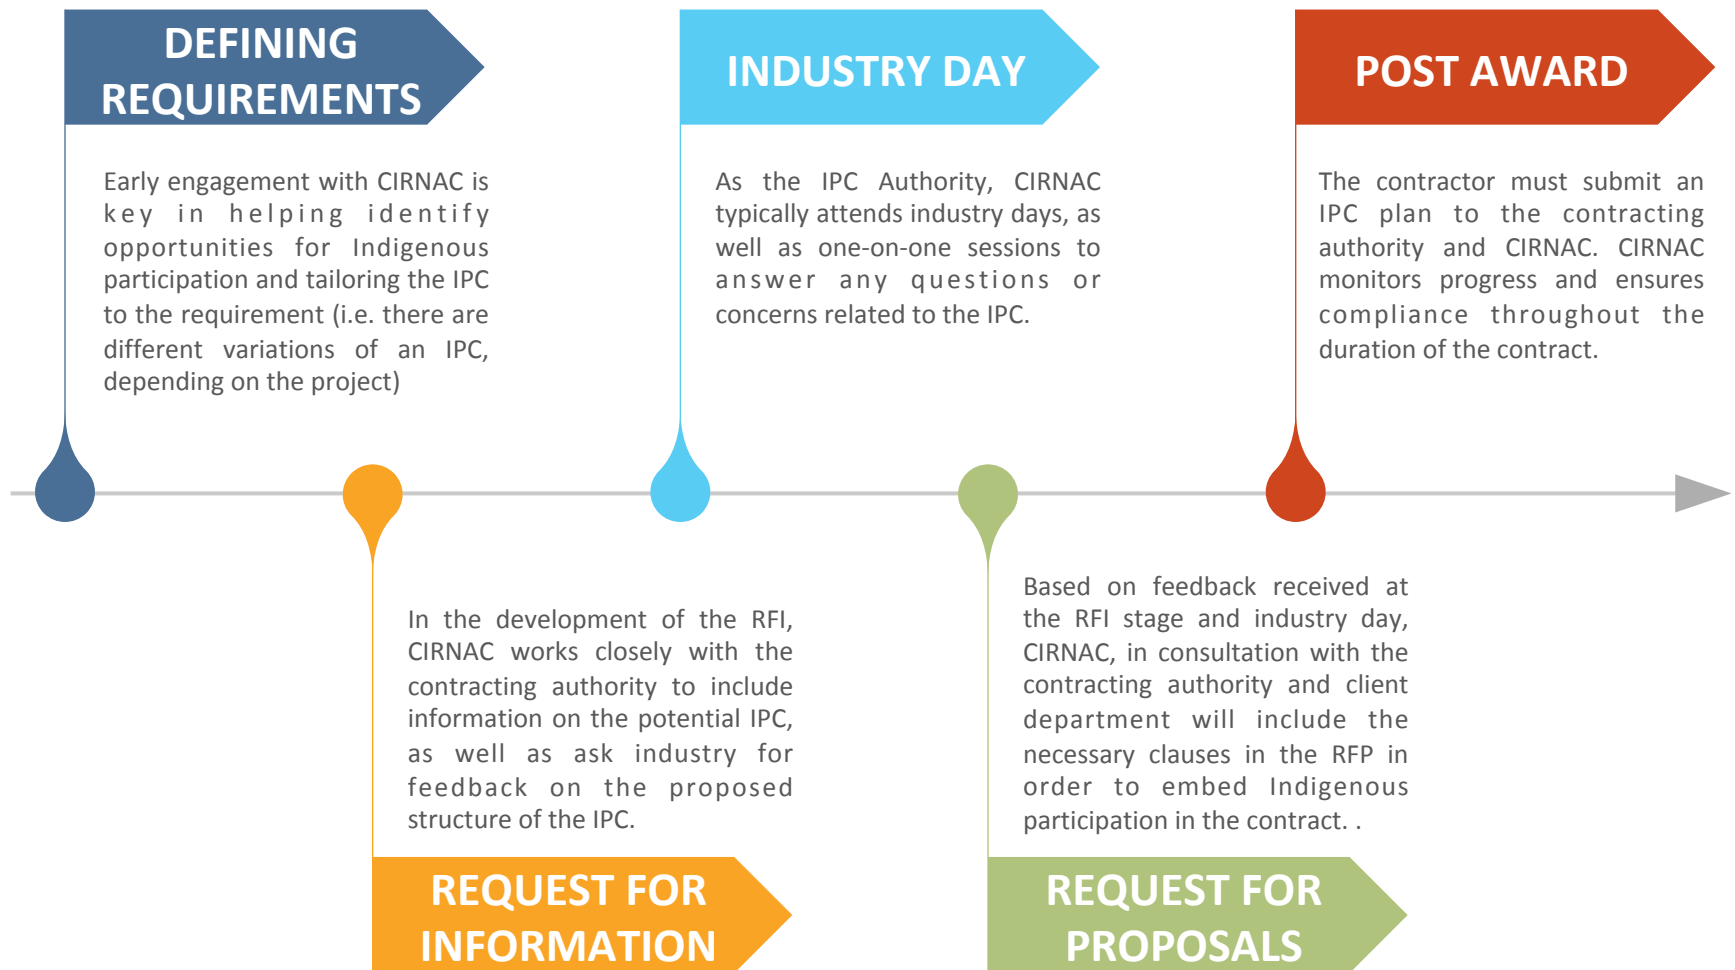 DEFINING
REQUIREMENTS
Early engagement with CIRNAC is
key in helping identify
opportunities for Indigenous
participation and tailoring the IPC
to the requirement (i.e. there are
different variations of an IPC,
depending on the project)
REQUEST FOR
INFORMATION
In the development of the RFI,
CIRNAC works closely with the
contracting authority to include
information on the potential IPC,
as well as ask industry for
feedback on the proposed
structure of the IPC.
INDUSTRY DAY
As the IPC Authority, CIRNAC
typically attends industry days, as
well as one-on-one sessions to
answer any questions or
concerns related to the IPC.
REQUEST FOR
PROPOSALS
Based on feedback received at
the RFI stage and industry day,
CIRNAC, in consultation with the
contracting authority and client
department will include the
necessary clauses in the RFP in
order to embed Indigenous
participation in the contract. .
POST AWARD
The contractor must submit an
IPC plan to the contracting
authority and CIRNAC. CIRNAC
monitors progress and ensures
compliance throughout the
duration of the contract.